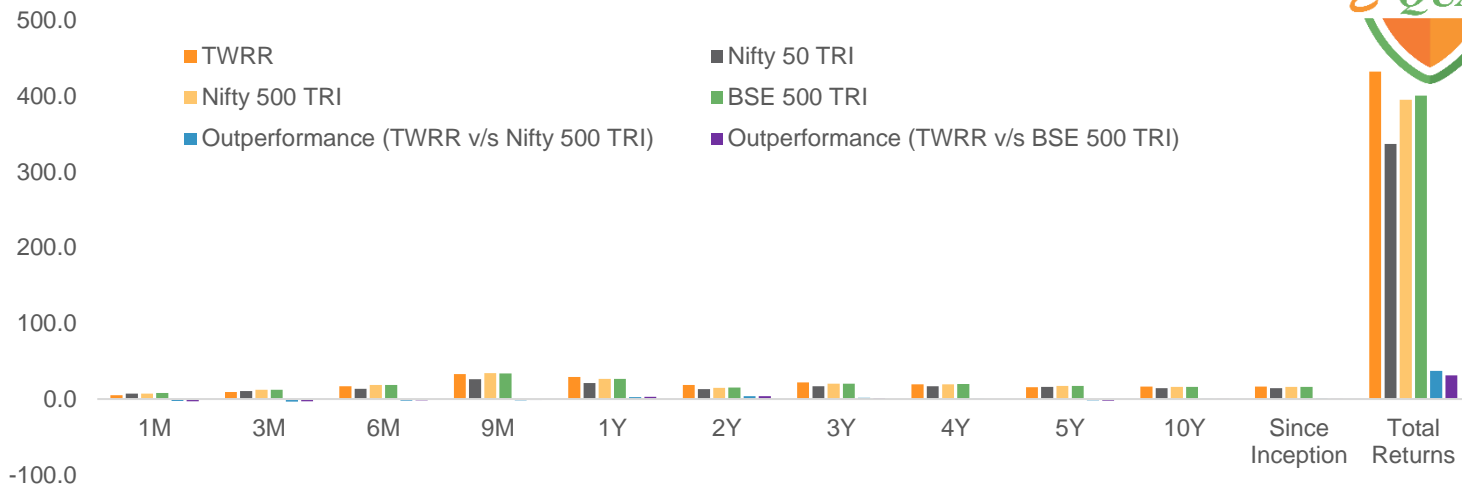 500.0
TWRR
Nifty 50 TRI
400.0
Nifty 500 TRI
BSE 500 TRI
Outperformance (TWRR v/s Nifty 500 TRI)
Outperformance (TWRR v/s BSE 500 TRI)
300.0
200.0
100.0
0.0
-100.0
1M 3M 6M 9M 1Y 2Y 3Y 4Y 5Y 10Y Since Inception Total Returns